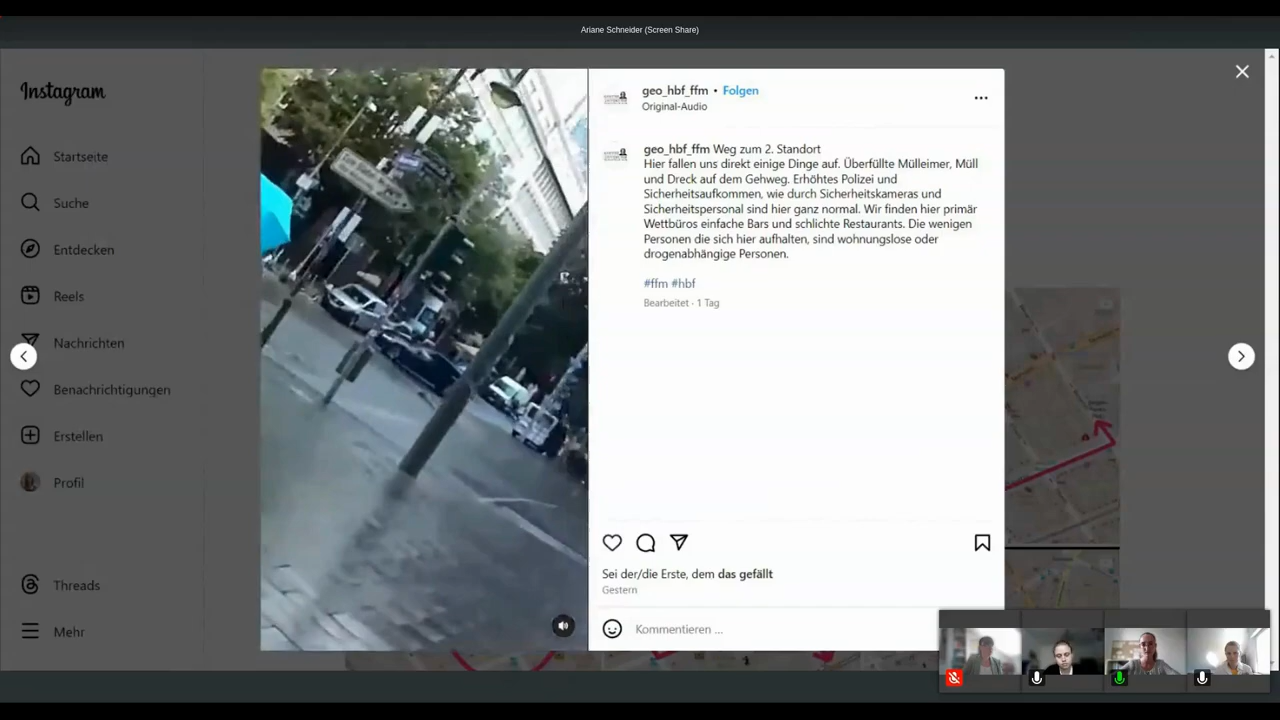 Ariane Schneider (Screen Share)
Instagram
Startseite
Suche
Entdecken
Reels
Nachrichten
Benachrichtigungen
Erstellen
Profil
Threads
Mehr
geo_hbf_ffm • Folgen
Original-Audio
geo_hbf_ffm Weg zum 2. Standort
Hier fallen uns direkt einige Dinge auf. Überfüllte Mülleimer, Müll
und Dreck auf dem Gehweg. Erhöhtes Polizei und
Sicherheitsaufkommen, wie durch Sicherheitskameras und
Sicherheitspersonal sind hier ganz normal. Wir finden hier primär
Wettbüros einfache Bars und schlichte Restaurants. Die wenigen
Personen die sich hier aufhalten, sind wohnungslose oder
drogenabhängige Personen.
#ffm #hbf
Bearbeitet · 1 Tag
Sei der/die Erste, dem das gefällt
Gestern
Kommentieren ...